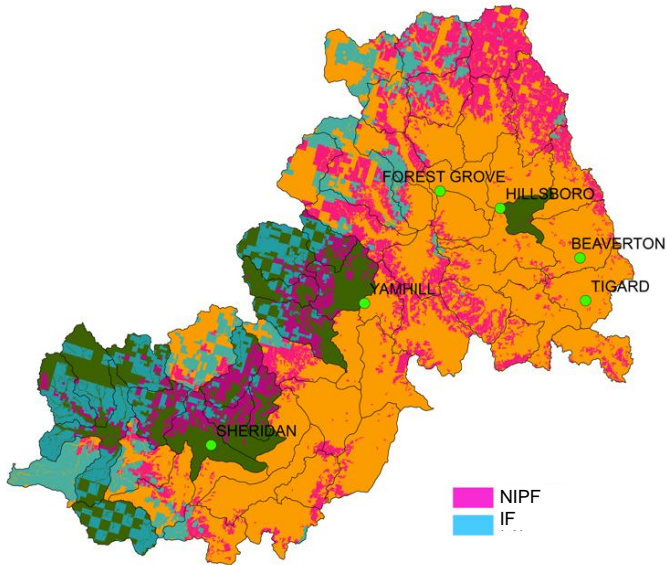 FOREST GROVE
HILLSBORO
BEAVERTON
TIGARD
YAMHILL
SHERIDAN
NIPF
IF